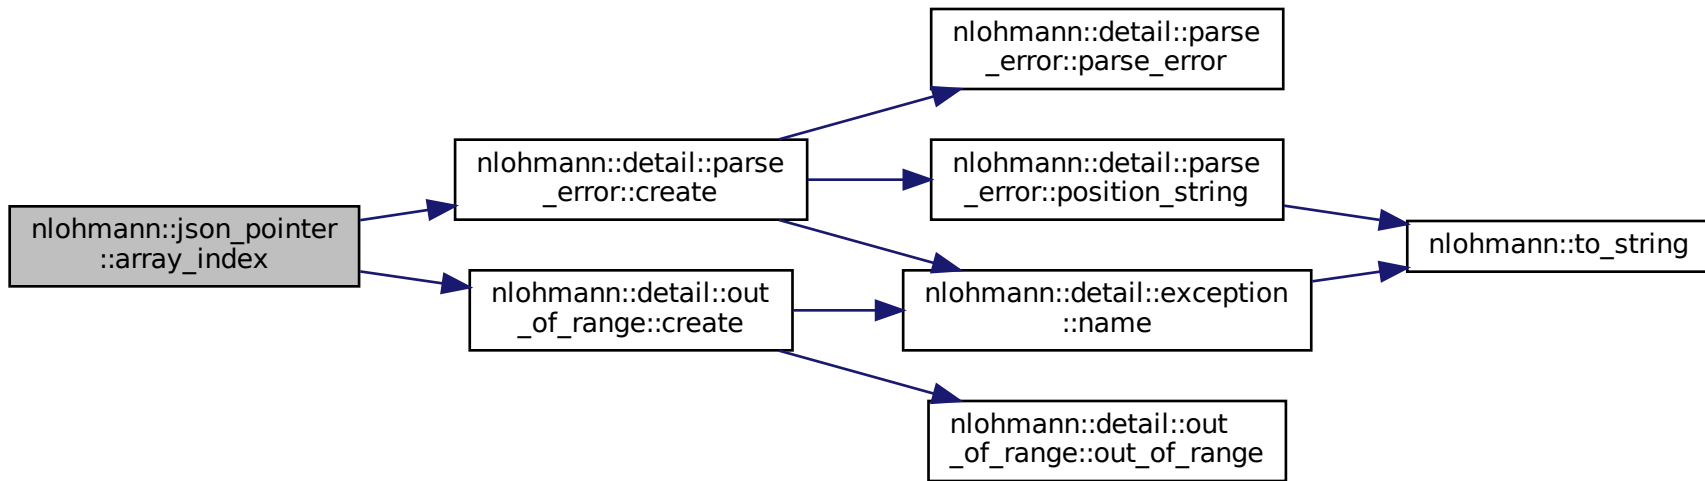 nlohmann::json_pointer
::array_index
nlohmann::detail::parse
_error::create
nlohmann::detail::out
_of_range::create
nlohmann::detail::parse
_error::parse_error
nlohmann::detail::parse
_error::position_string
nlohmann::detail::exception
::name
nlohmann::detail::out
_of_range::out_of_range
nlohmann::to_string